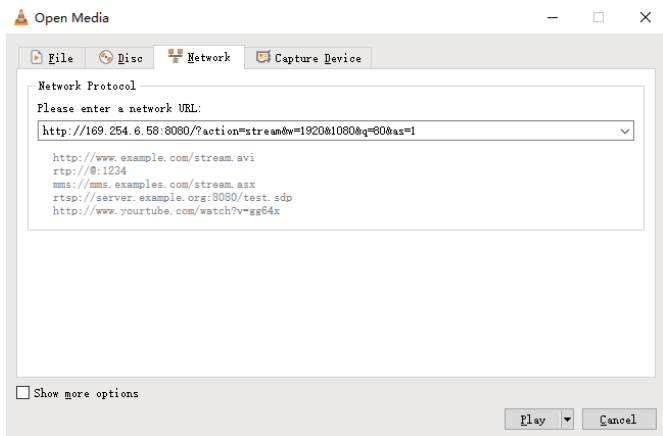 Open Media
File Disc Network Capture Device
Network Protocol
Please enter a network URL:
http://169.254.6.58:8080/?action=stream&w=1920&1080&q=80&as=1
http://www.example.com/stream.avi
rtp://@:1234
mms://mms.examples.com/stream.asx
rtsp://server.example.org:8080/test.sdp
http://www.yourtube.com/watch?v=gg64x
Show more options
Play Cancel